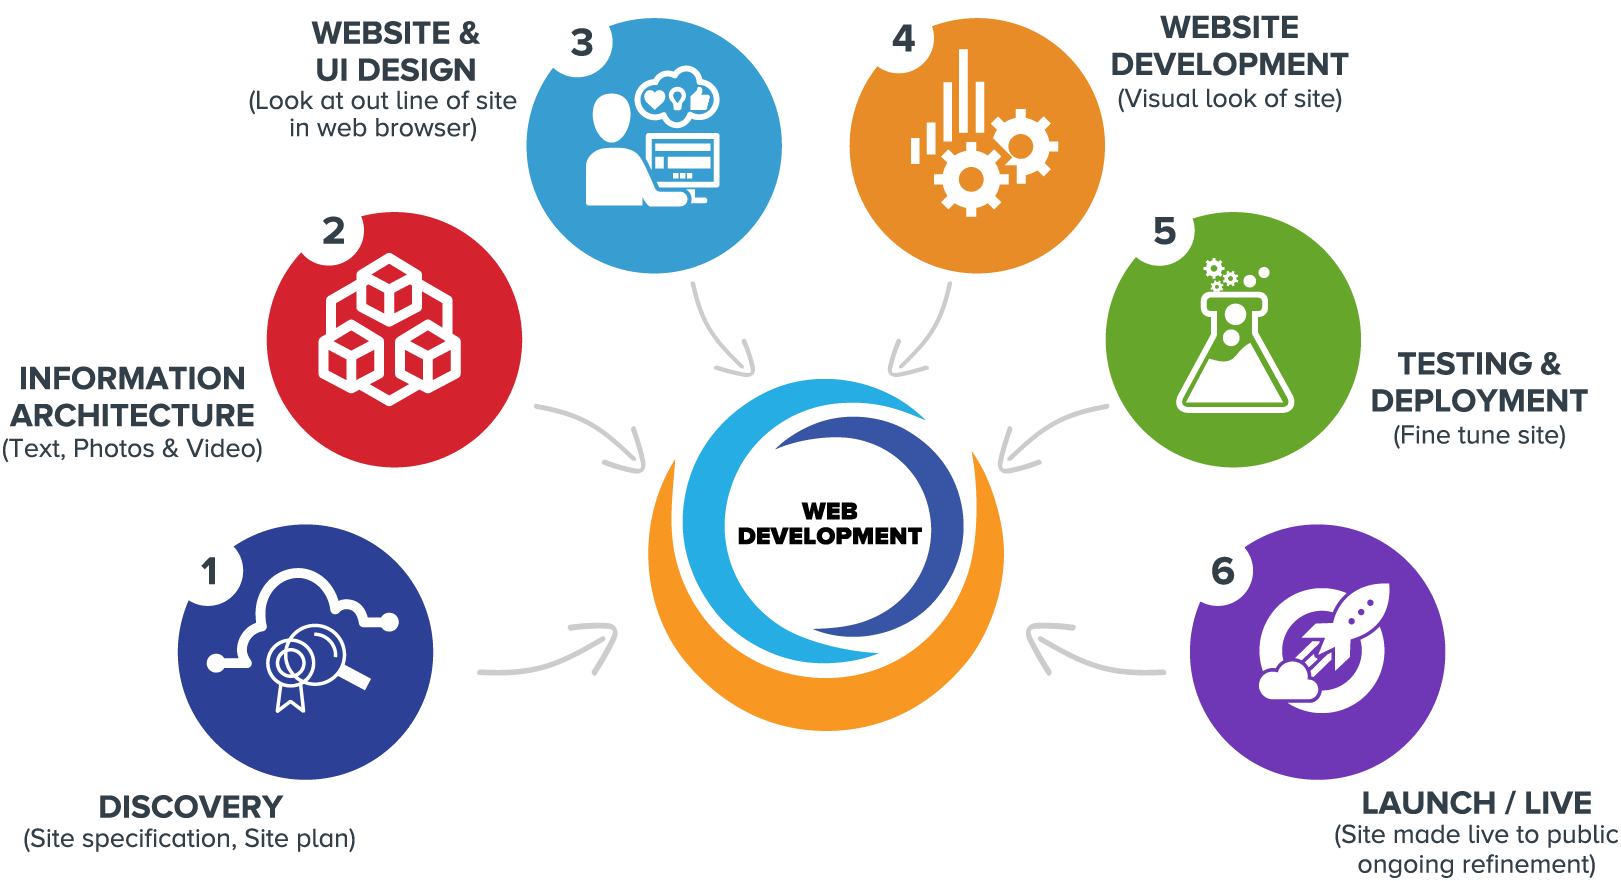 1
DISCOVERY
(Site specification, Site plan)
2
INFORMATION
ARCHITECTURE
(Text, Photos & Video)
3
WEBSITE &
UI DESIGN
(Look at out line of site
in web browser)
4
WEBSITE
DEVELOPMENT
(Visual look of site)
5
TESTING &
DEPLOYMENT
(Fine tune site)
6
LAUNCH / LIVE
(Site made live to public
ongoing refinement)
WEB
DEVELOPMENT